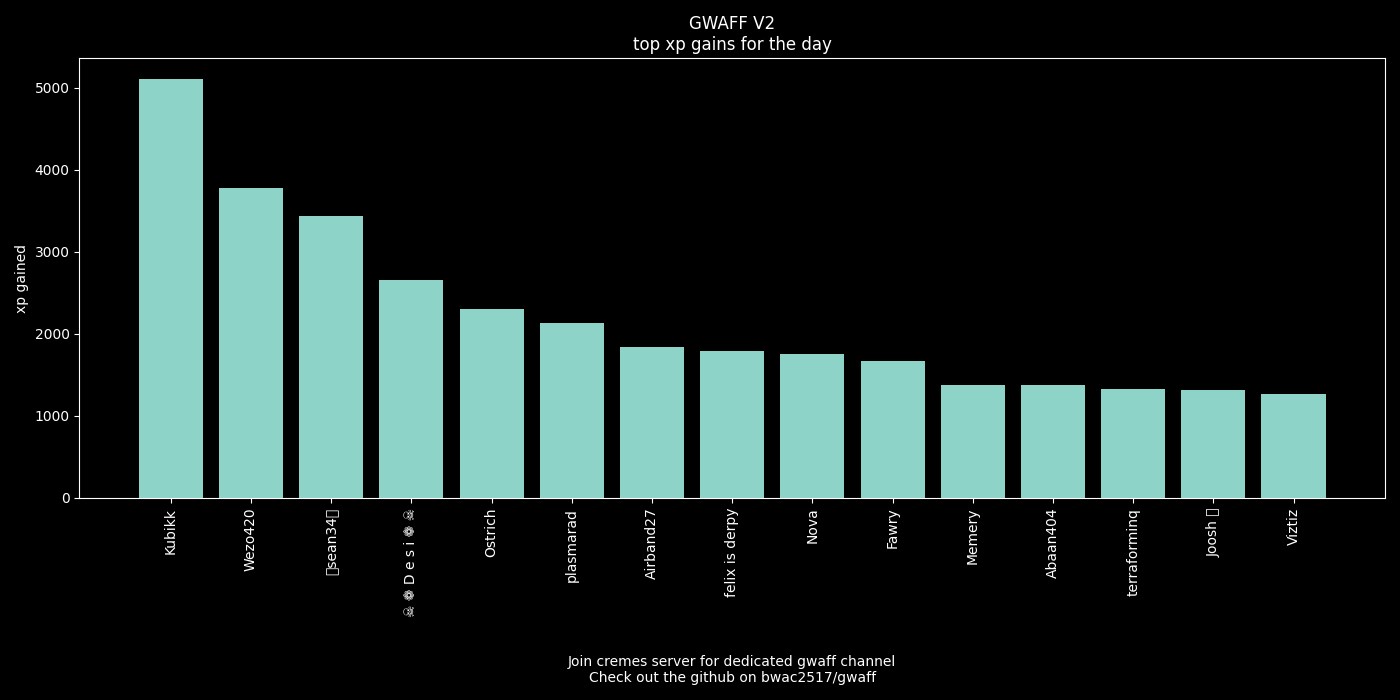 GWAFF V2
top xp gains for the day
xp gained
5000
4000
3000
2000
1000
0
Kubikk
Wezo420
sean34
☠ ❁ D e s i ❁ ☠
Ostrich
plasmarad
Airband27
felix is derpy
Nova
Fawry
Memery
Abaan404
terraforminq
Joosh
Viztiz
Join cremes server for dedicated gwaff channel
Check out the github on bwac2517/gwaff